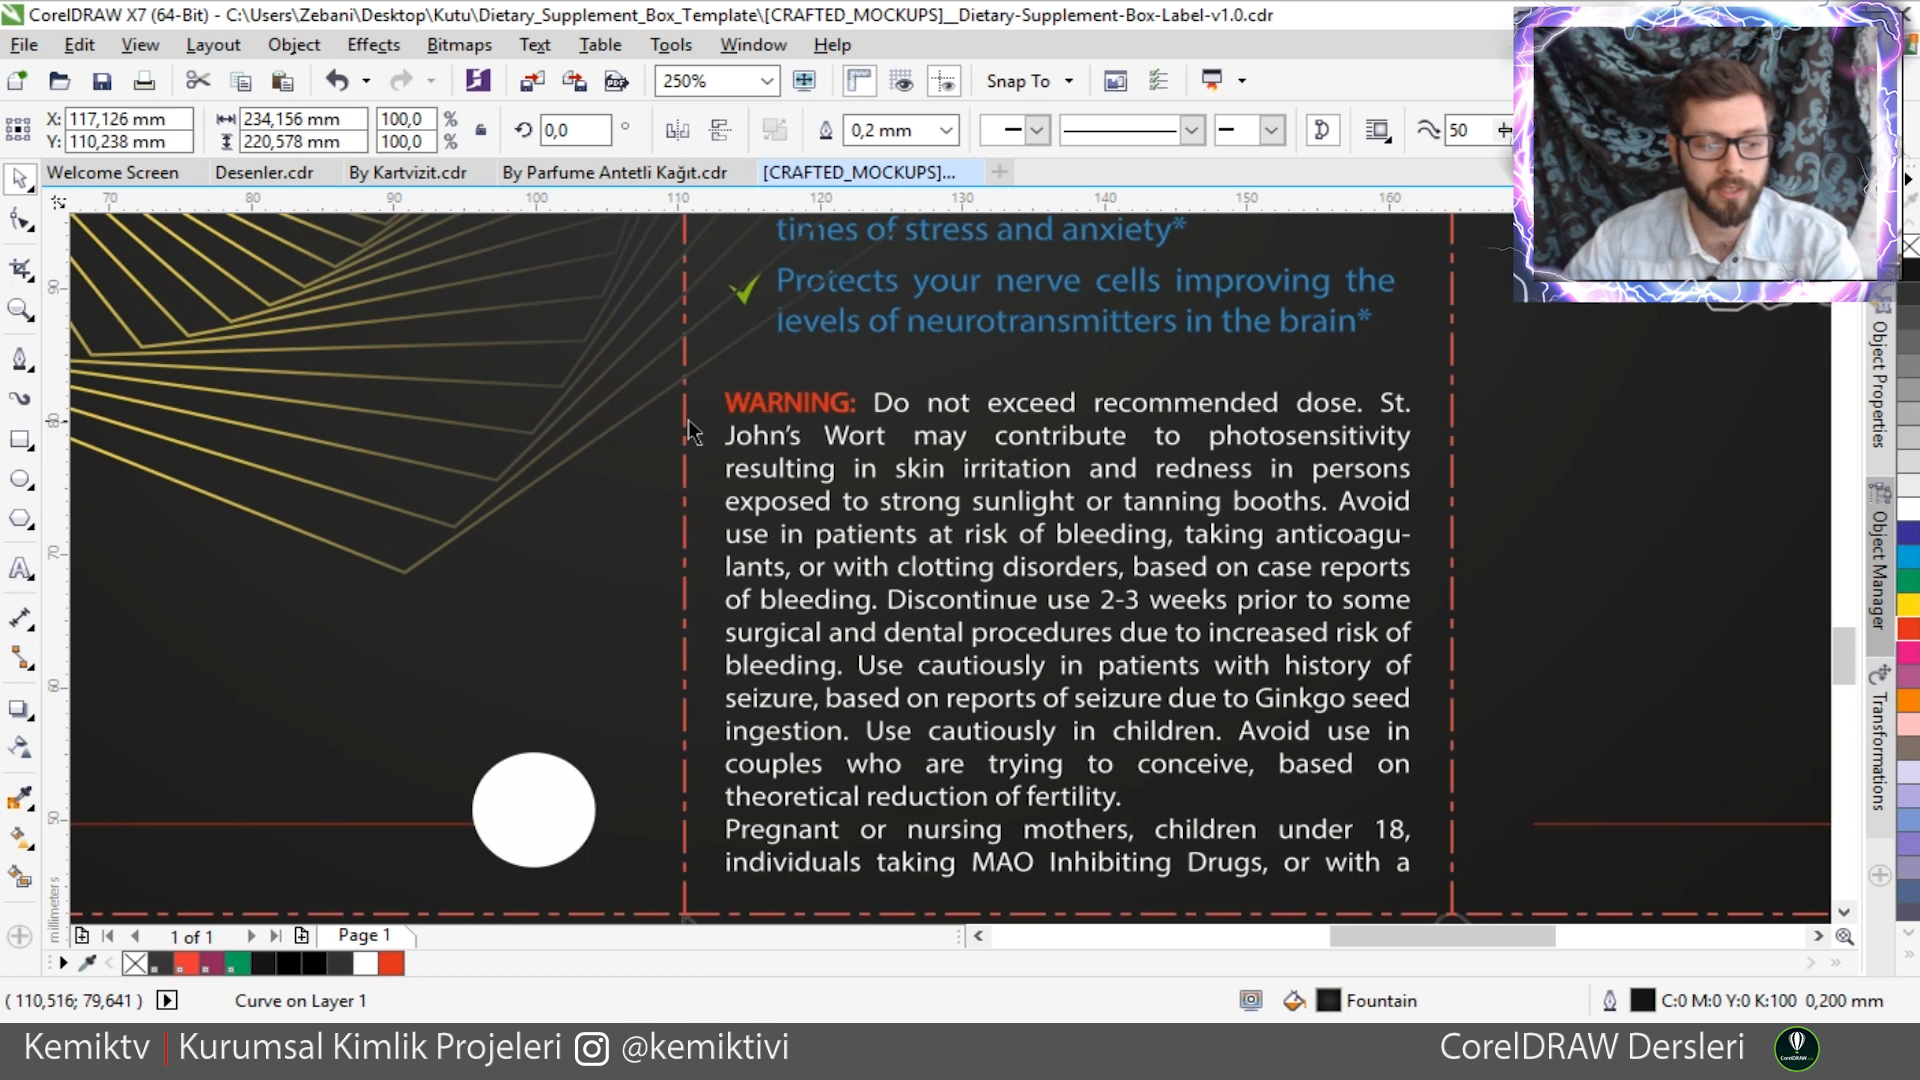 CorelDRAW X7 (64-Bit) - C:\Users\Zebani\Desktop\Kutu\Dietary_Supplement_Box_Template\[CRAFTED_MOCKUPS]__Dietary-Supplement-Box-Label-v1.0.cdr
File Edit View Layout Object Effects Bitmaps Text Table Tools Window Help
250% Snap To
X: 117,126 mm 234,156 mm 100,0 % 0,0 ° 0,2 mm 50
Y: 110,238 mm 220,578 mm 100,0 %
Welcome Screen Desenler.cdr By Kartvizit.cdr By Parfume Antetli Kağıt.cdr [CRAFTED_MOCKUPS]...
70 80 90 100 110 120 130 140 150 160
times of stress and anxiety*
Protects your nerve cells improving the
levels of neurotransmitters in the brain*
WARNING: Do not exceed recommended dose. St.
John's Wort may contribute to photosensitivity
resulting in skin irritation and redness in persons
exposed to strong sunlight or tanning booths. Avoid
use in patients at risk of bleeding, taking anticoagu-
lants, or with clotting disorders, based on case reports
of bleeding. Discontinue use 2-3 weeks prior to some
surgical and dental procedures due to increased risk of
bleeding. Use cautiously in patients with history of
seizure, based on reports of seizure due to Ginkgo seed
ingestion. Use cautiously in children. Avoid use in
couples who are trying to conceive, based on
theoretical reduction of fertility.
Pregnant or nursing mothers, children under 18,
individuals taking MAO Inhibiting Drugs, or with a
90
80
70
60
50
millimeters
Object Properties
Object Manager
Transformations
1 of 1 Page 1
( 110,516; 79,641 ) Curve on Layer 1 Fountain C:0 M:0 Y:0 K:100 0,200 mm
Kemiktv | Kurumsal Kimlik Projeleri @kemiktivi CorelDRAW Dersleri
CorelDRAW